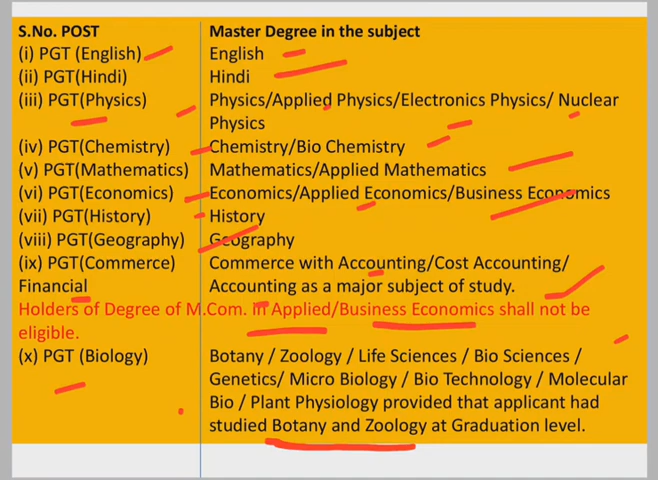 S.No. POST Master Degree in the subject
(i) PGT (English) English
(ii) PGT(Hindi) Hindi
(iii) PGT(Physics) Physics/Applied Physics/Electronics Physics/ Nuclear
Physics
(iv) PGT(Chemistry) Chemistry/Bio Chemistry
(v) PGT(Mathematics) Mathematics/Applied Mathematics
(vi) PGT(Economics) Economics/Applied Economics/Business Economics
(vii) PGT(History) History
(viii) PGT(Geography) Geography
(ix) PGT(Commerce) Commerce with Accounting/Cost Accounting/
Financial Accounting as a major subject of study.
Holders of Degree of M.Com. in Applied/Business Economics shall not be
eligible.
(x) PGT (Biology) Botany / Zoology / Life Sciences / Bio Sciences /
Genetics/ Micro Biology / Bio Technology / Molecular
Bio / Plant Physiology provided that applicant had
studied Botany and Zoology at Graduation level.